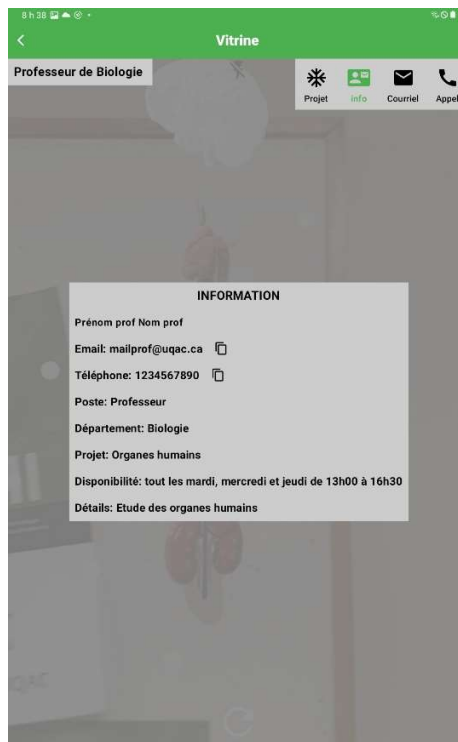 8 h 38
Vitrine
Professeur de Biologie
Projet
info
Courriel
Appel
INFORMATION
Prénom prof Nom prof
Email: mailprof@uqac.ca
Téléphone: 1234567890
Poste: Professeur
Département: Biologie
Projet: Organes humains
Disponibilité: tout les mardi, mercredi et jeudi de 13h00 à 16h30
Détails: Etude des organes humains